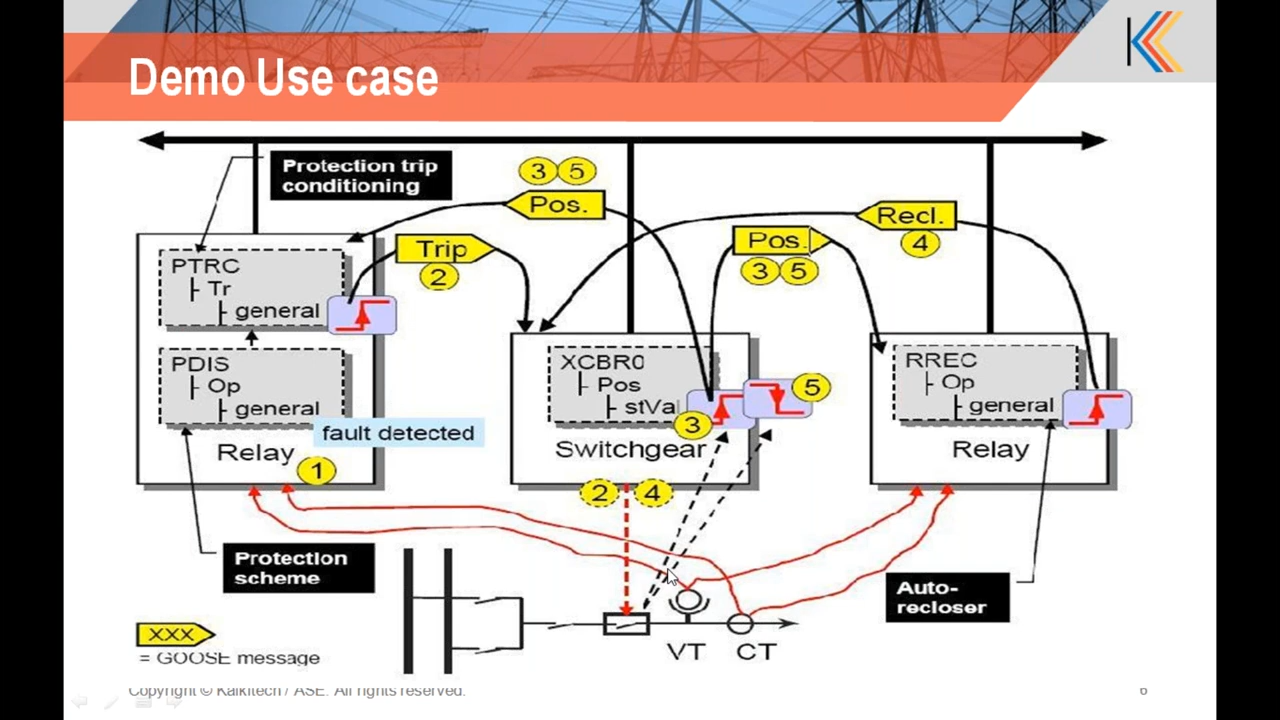 Demo Use case
Protection trip
conditioning
3 5
Pos.
Recl.
4
Trip
2
Pos.
3 5
PTRC
Tr
general
PDIS
Op
general
fault detected
Relay
1
XCBR0
Pos
stVal
3
5
Switchgear
2 4
RREC
Op
general
Relay
Protection
scheme
Auto-
recloser
XXX
= GOOSE message
VT CT
Copyright © Kalkitech / ASE. All rights reserved.
6